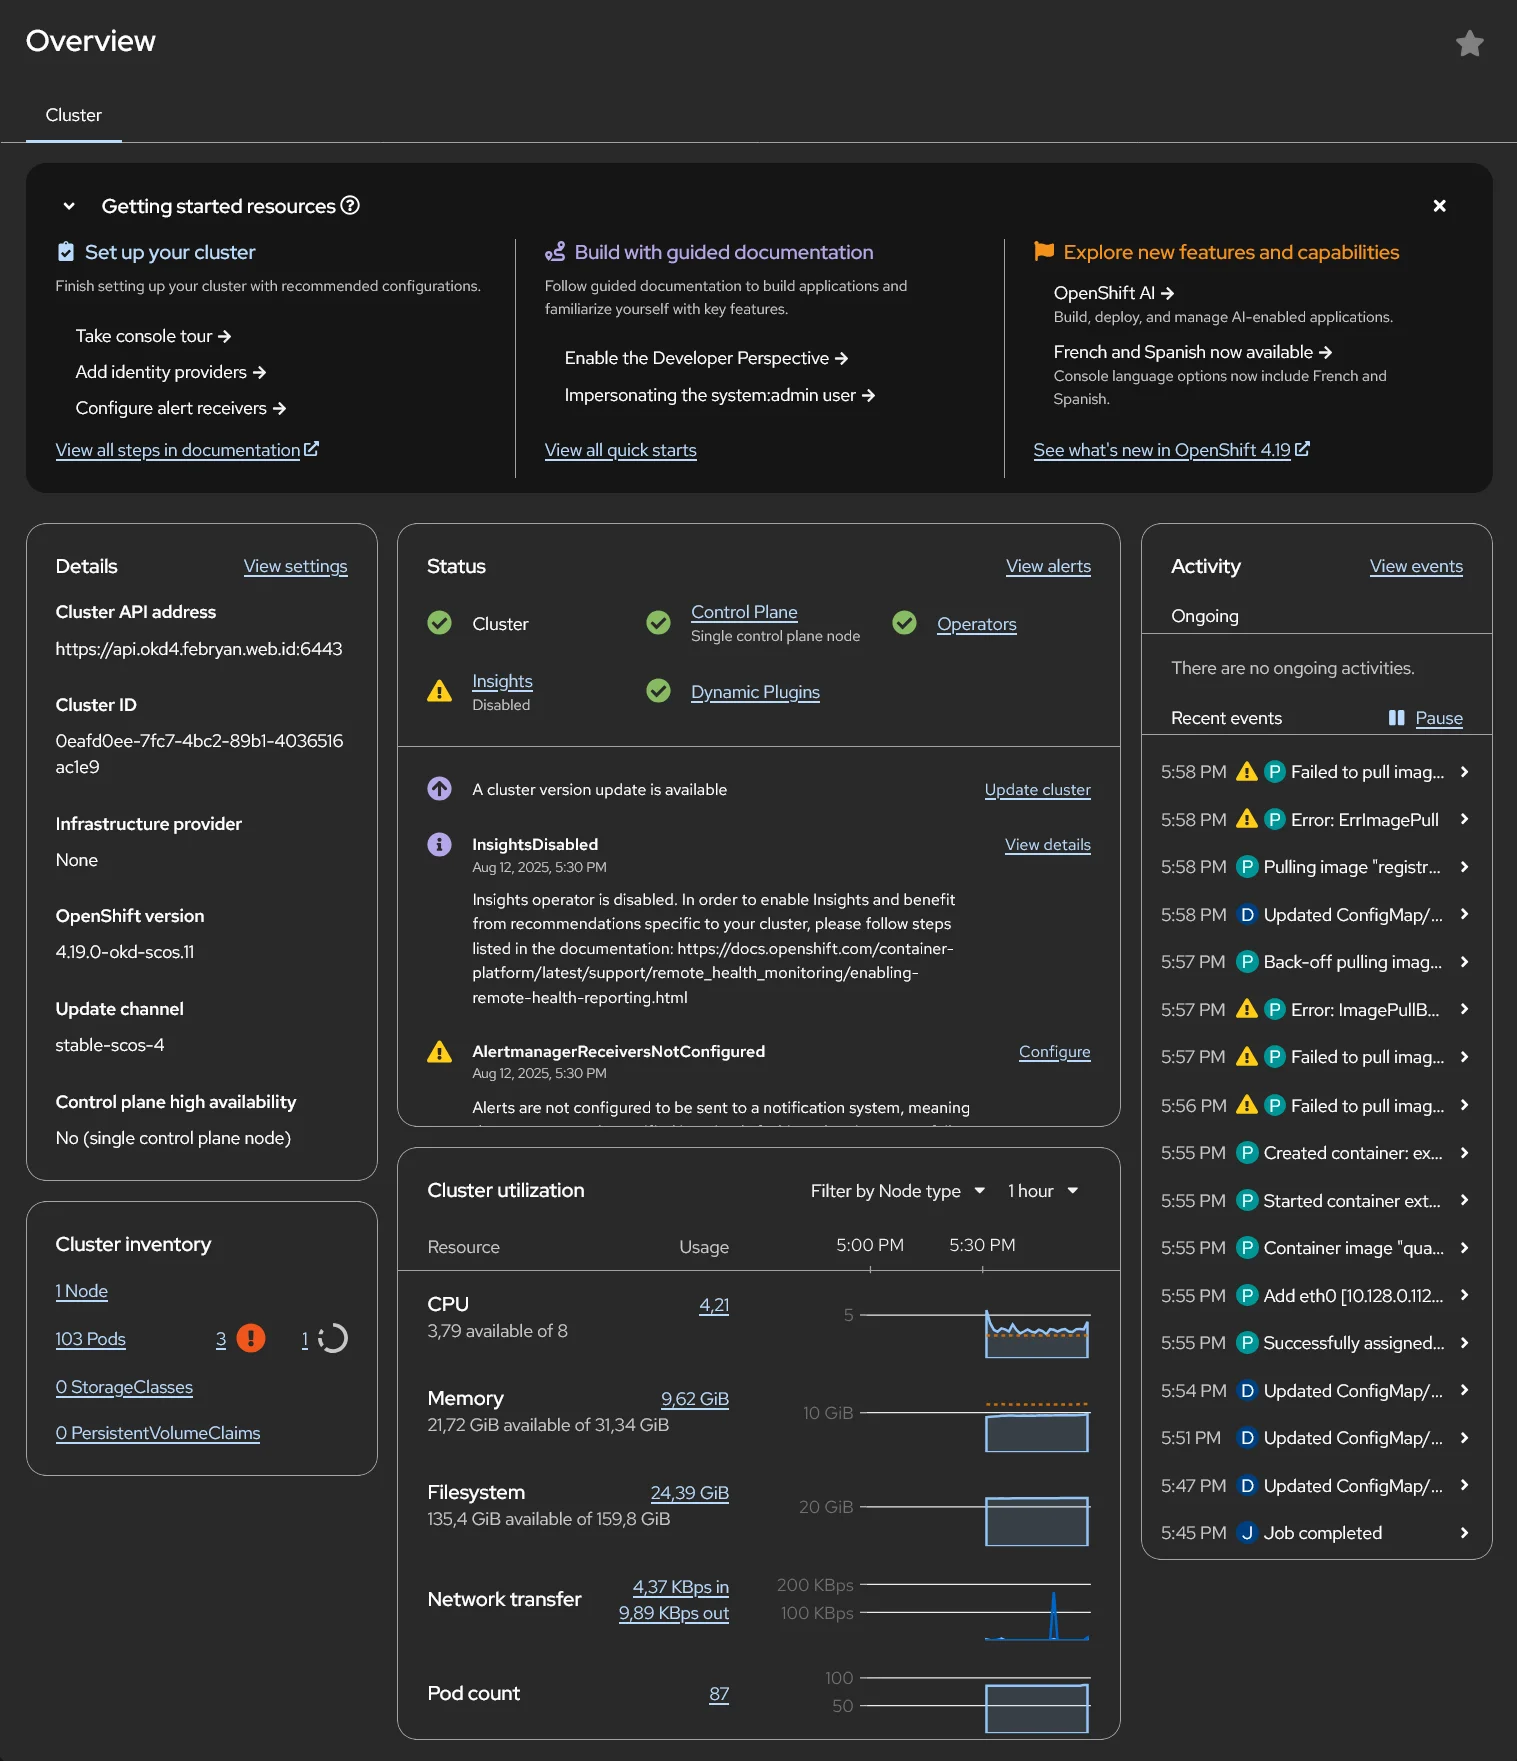 Overview
Cluster
Getting started resources
Set up your cluster
Finish setting up your cluster with recommended configurations.
Take console tour
Add identity providers
Configure alert receivers
View all steps in documentation
Build with guided documentation
Follow guided documentation to build applications and
familiarize yourself with key features.
Enable the Developer Perspective
Impersonating the system:admin user
View all quick starts
Explore new features and capabilities
OpenShift AI
Build, deploy, and manage AI-enabled applications.
French and Spanish now available
Console language options now include French and
Spanish.
See what's new in OpenShift 4.19
Details
View settings
Cluster API address
https://api.okd4.febryan.web.id:6443
Cluster ID
0eafd0ee-7fc7-4bc2-89b1-4036516
ac1e9
Infrastructure provider
None
OpenShift version
4.19.0-okd-scos.11
Update channel
stable-scos-4
Control plane high availability
No (single control plane node)
Cluster inventory
1 Node
103 Pods 3 1
0 StorageClasses
0 PersistentVolumeClaims
Status
View alerts
Cluster
Control Plane
Single control plane node
Operators
Insights
Disabled
Dynamic Plugins
A cluster version update is available
Update cluster
InsightsDisabled
View details
Aug 12, 2025, 5:30 PM
Insights operator is disabled. In order to enable Insights and benefit
from recommendations specific to your cluster, please follow steps
listed in the documentation: https://docs.openshift.com/container-
platform/latest/support/remote_health_monitoring/enabling-
remote-health-reporting.html
AlertmanagerReceiversNotConfigured
Configure
Aug 12, 2025, 5:30 PM
Alerts are not configured to be sent to a notification system, meaning
Cluster utilization
Filter by Node type
1 hour
Resource Usage 5:00 PM 5:30 PM
CPU 4,21
3,79 available of 8
5
Memory 9,62 GiB
21,72 GiB available of 31,34 GiB
10 GiB
Filesystem 24,39 GiB
135,4 GiB available of 159,8 GiB
20 GiB
Network transfer
4,37 KBps in
9,89 KBps out
200 KBps
100 KBps
Pod count 87
100
50
Activity
View events
Ongoing
There are no ongoing activities.
Recent events
Pause
5:58 PM P Failed to pull imag...
5:58 PM P Error: ErrImagePull
5:58 PM P Pulling image "registr...
5:58 PM D Updated ConfigMap/...
5:57 PM P Back-off pulling imag...
5:57 PM P Error: ImagePullB...
5:57 PM P Failed to pull imag...
5:56 PM P Failed to pull imag...
5:55 PM P Created container: ex...
5:55 PM P Started container ext...
5:55 PM P Container image "qua...
5:55 PM P Add eth0 [10.128.0.112...
5:55 PM P Successfully assigned...
5:54 PM D Updated ConfigMap/...
5:51 PM D Updated ConfigMap/...
5:47 PM D Updated ConfigMap/...
5:45 PM J Job completed